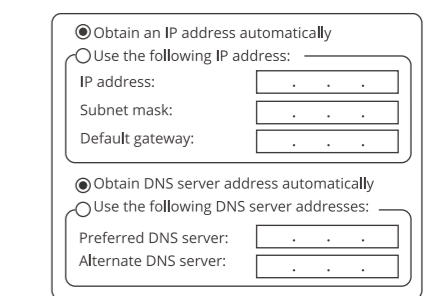 Obtain an IP address automatically
Use the following IP address:
IP address: . . .
Subnet mask: . . .
Default gateway: . . .
Obtain DNS server address automatically
Use the following DNS server addresses:
Preferred DNS server: . . .
Alternate DNS server: . . .